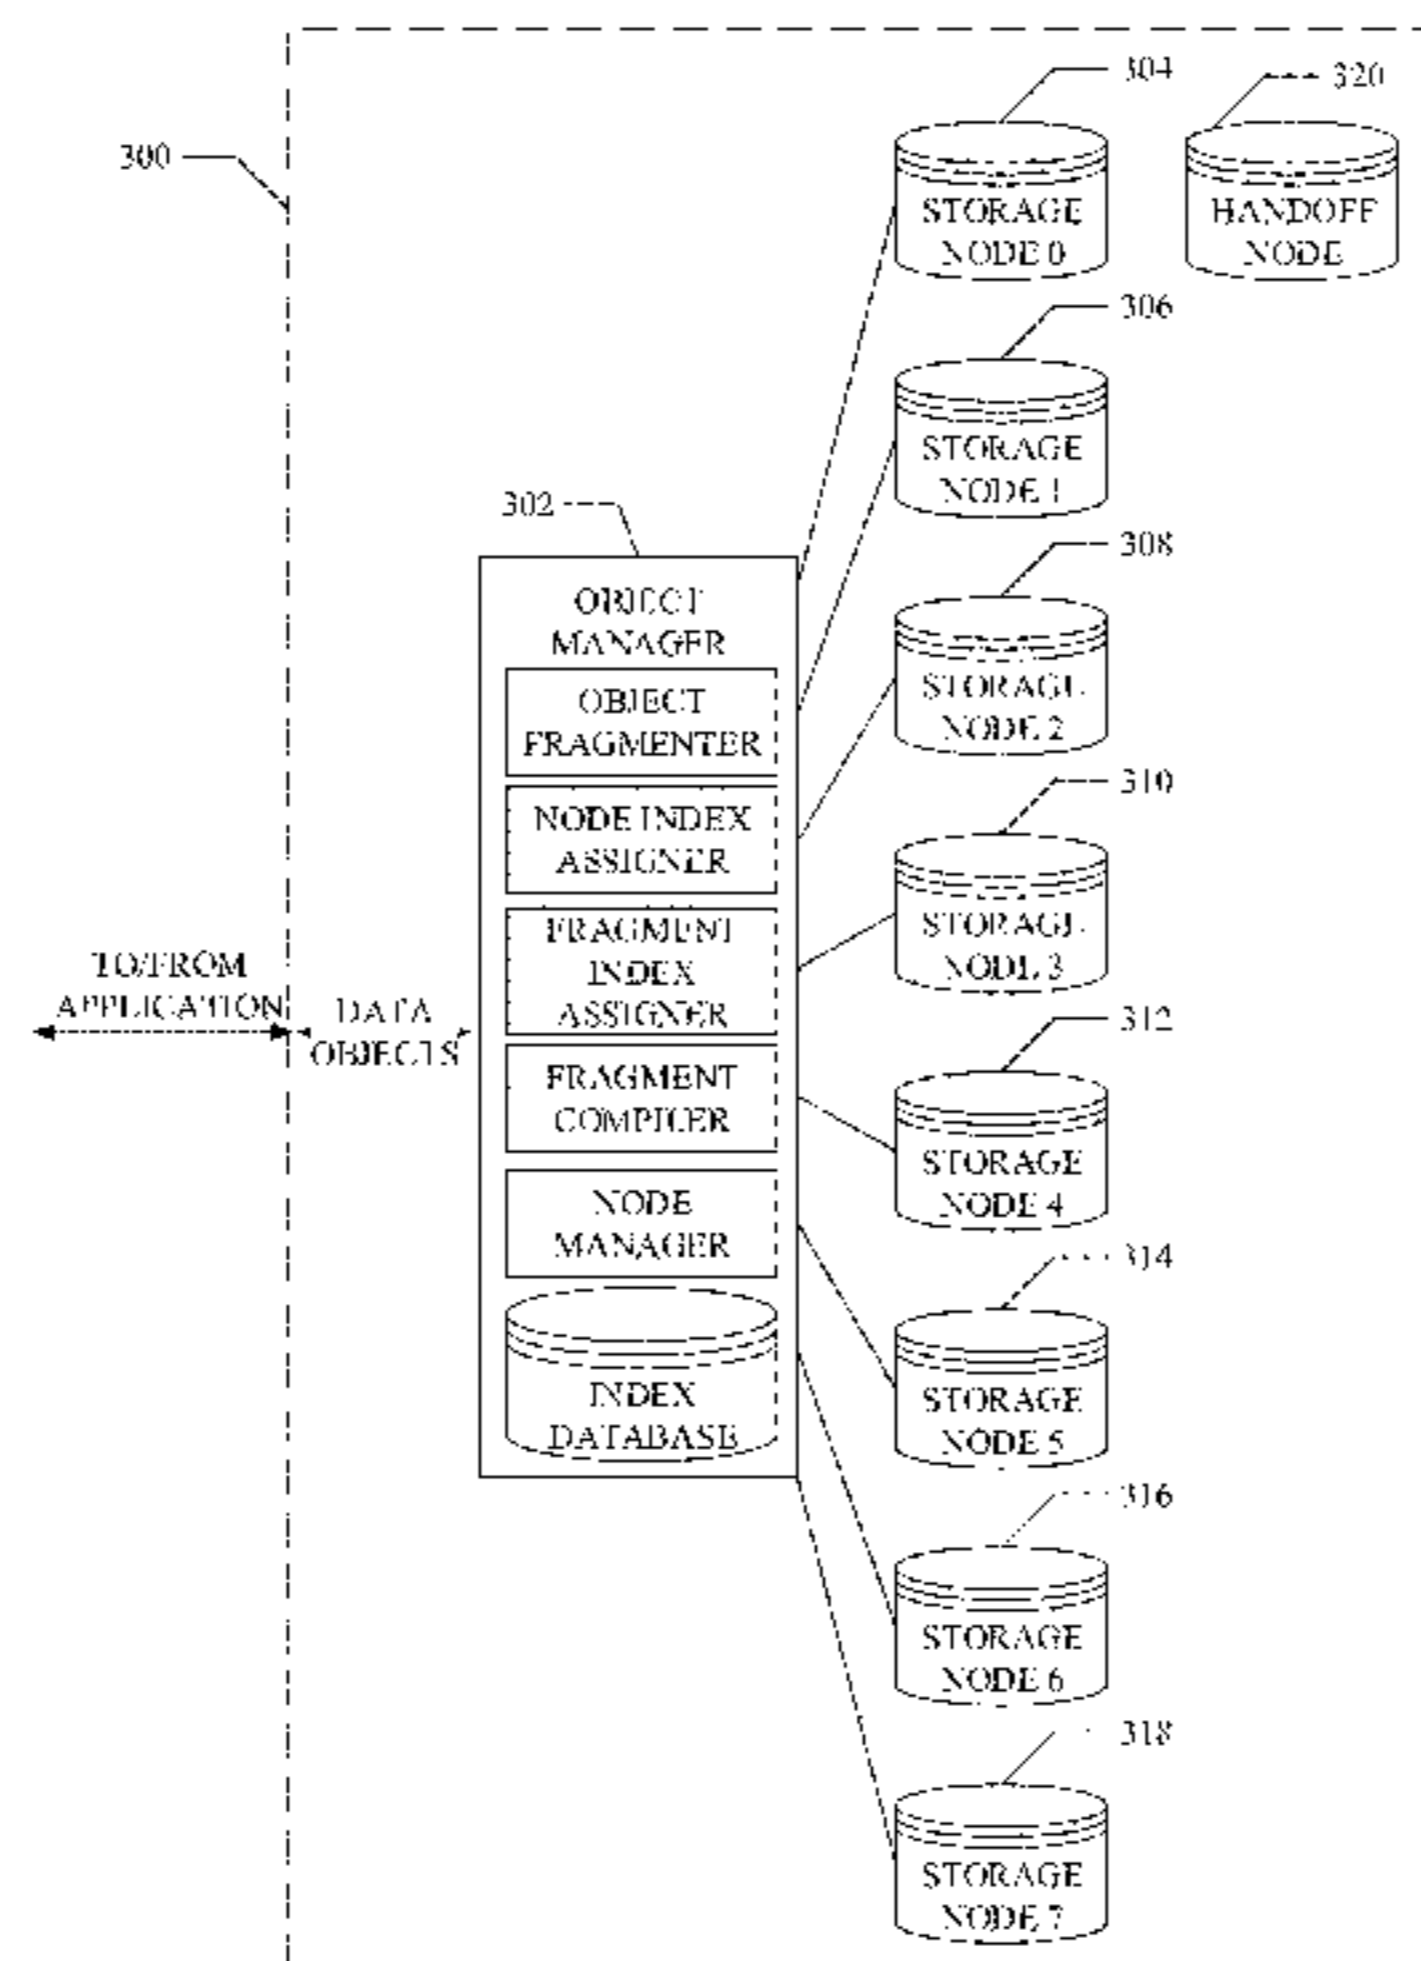 304
320
300
STORAGE
NODE 0
HANDOFF
NODE
306
STORAGE
NODE 1
302
308
OBJECT
MANAGER
OBJECT
FRAGMENTER
STORAGE
NODE 2
NODE INDEX
ASSIGNER
310
FRAGMENT
INDEX
ASSIGNER
STORAGE
NODE 3
TO/FROM
APPLICATION
DATA
OBJECTS
312
FRAGMENT
COMPILER
STORAGE
NODE 4
NODE
MANAGER
314
INDEX
DATABASE
STORAGE
NODE 5
316
STORAGE
NODE 6
318
STORAGE
NODE 7